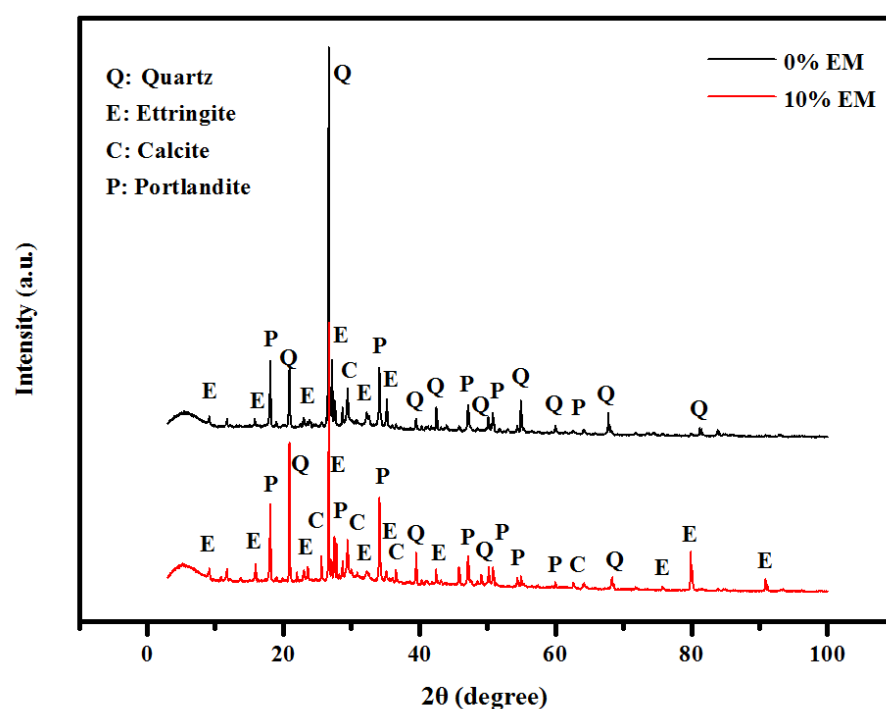 Q: Quartz
E: Ettringite
C: Calcite
P: Portlandite
0% EM
10% EM
Q
P
Q
E
C
P
E
E
E
E
E
Q
Q
P
Q
P
Q
Q
P
Q
Q
P
Q
E
E
E
E
C
P
C
E
P
E
C
Q
E
P
Q
P
P
P
C
Q
E
E
E
0
20
40
60
80
100
2θ (degree)
Intensity (a.u.)